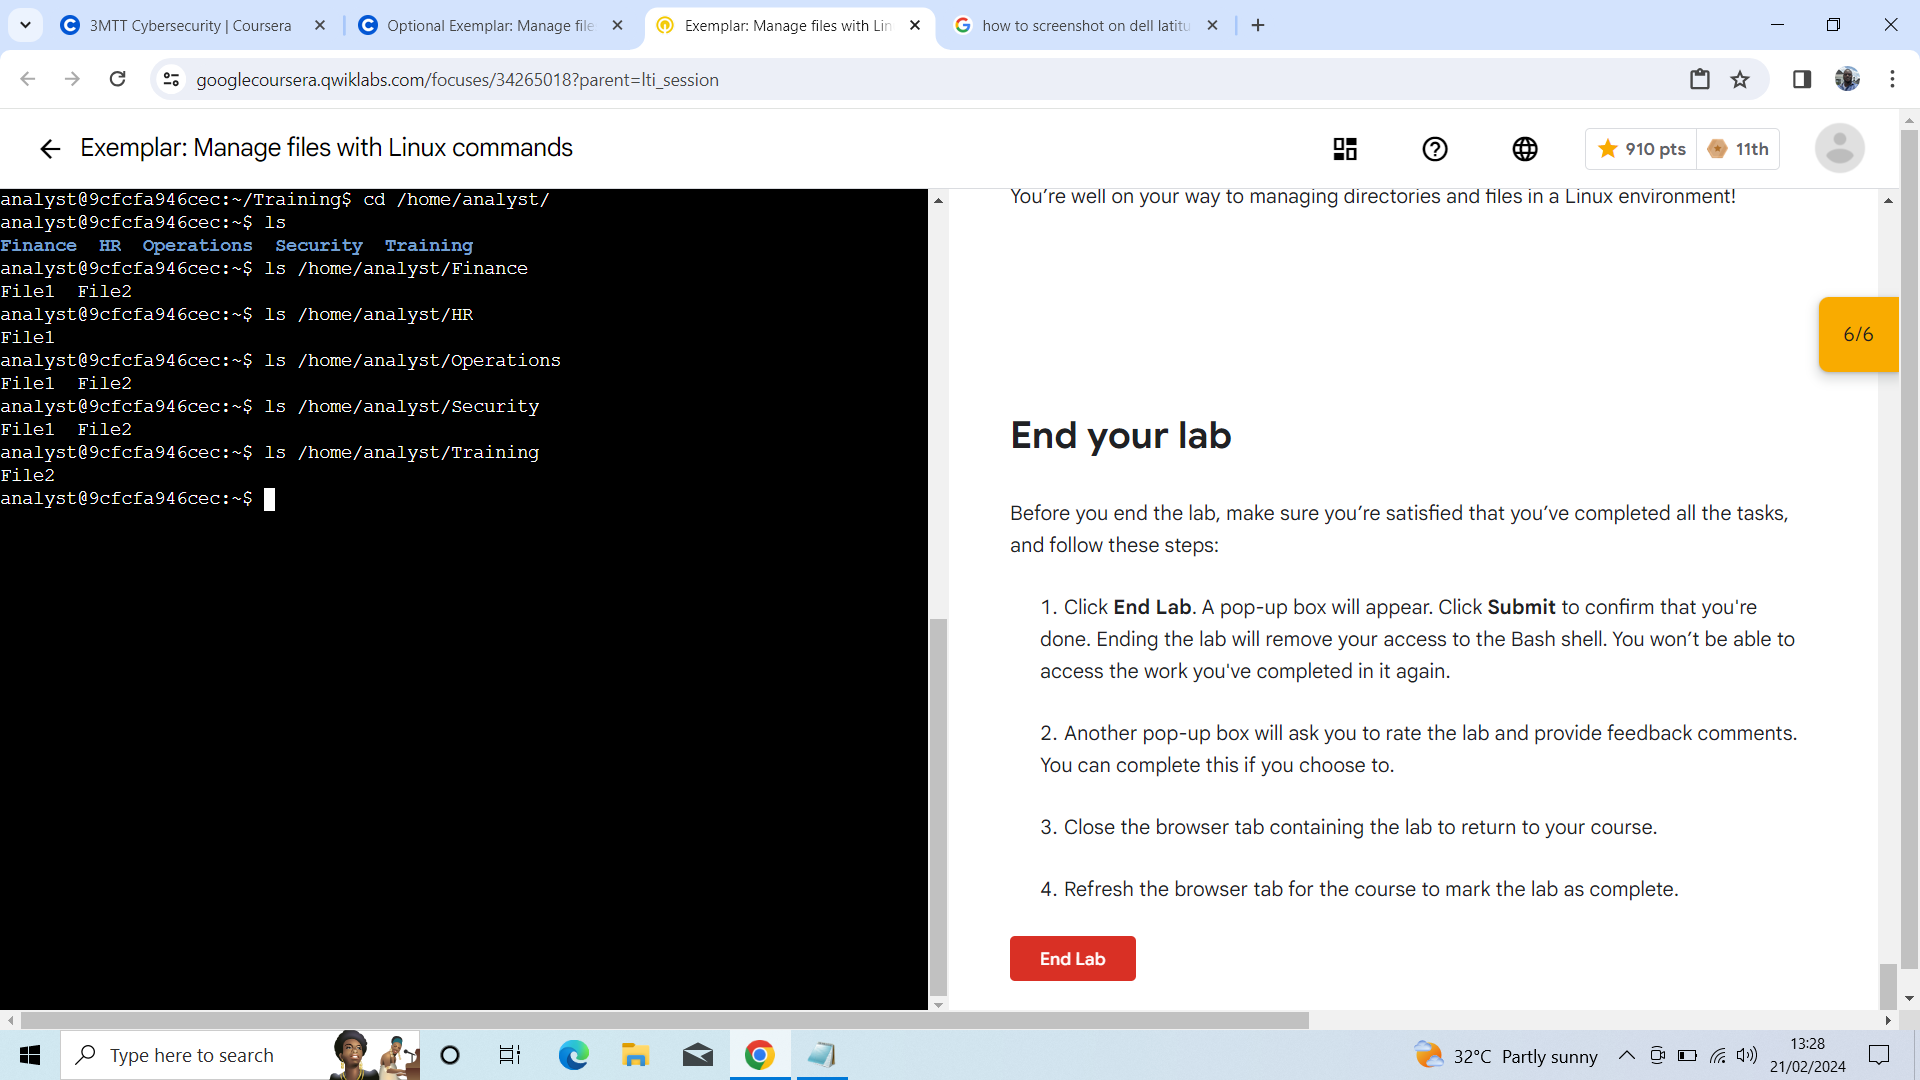 3MTT Cybersecurity | Coursera
Optional Exemplar: Manage file
Exemplar: Manage files with Lin
how to screenshot on dell latitu
googlecoursera.qwiklabs.com/focuses/34265018?parent=lti_session
Exemplar: Manage files with Linux commands
910 pts
11th
analyst@9cfcfa946cec:~/Training$ cd /home/analyst/
analyst@9cfcfa946cec:~$ ls
Finance  HR  Operations  Security  Training
analyst@9cfcfa946cec:~$ ls /home/analyst/Finance
File1  File2
analyst@9cfcfa946cec:~$ ls /home/analyst/HR
File1
analyst@9cfcfa946cec:~$ ls /home/analyst/Operations
File1  File2
analyst@9cfcfa946cec:~$ ls /home/analyst/Security
File1  File2
analyst@9cfcfa946cec:~$ ls /home/analyst/Training
File2
analyst@9cfcfa946cec:~$
You’re well on your way to managing directories and files in a Linux environment!
6/6
End your lab
Before you end the lab, make sure you’re satisfied that you’ve completed all the tasks,
and follow these steps:
1. Click End Lab. A pop-up box will appear. Click Submit to confirm that you're
done. Ending the lab will remove your access to the Bash shell. You won’t be able to
access the work you've completed in it again.
2. Another pop-up box will ask you to rate the lab and provide feedback comments.
You can complete this if you choose to.
3. Close the browser tab containing the lab to return to your course.
4. Refresh the browser tab for the course to mark the lab as complete.
End Lab
Type here to search
32°C Partly sunny
13:28
21/02/2024